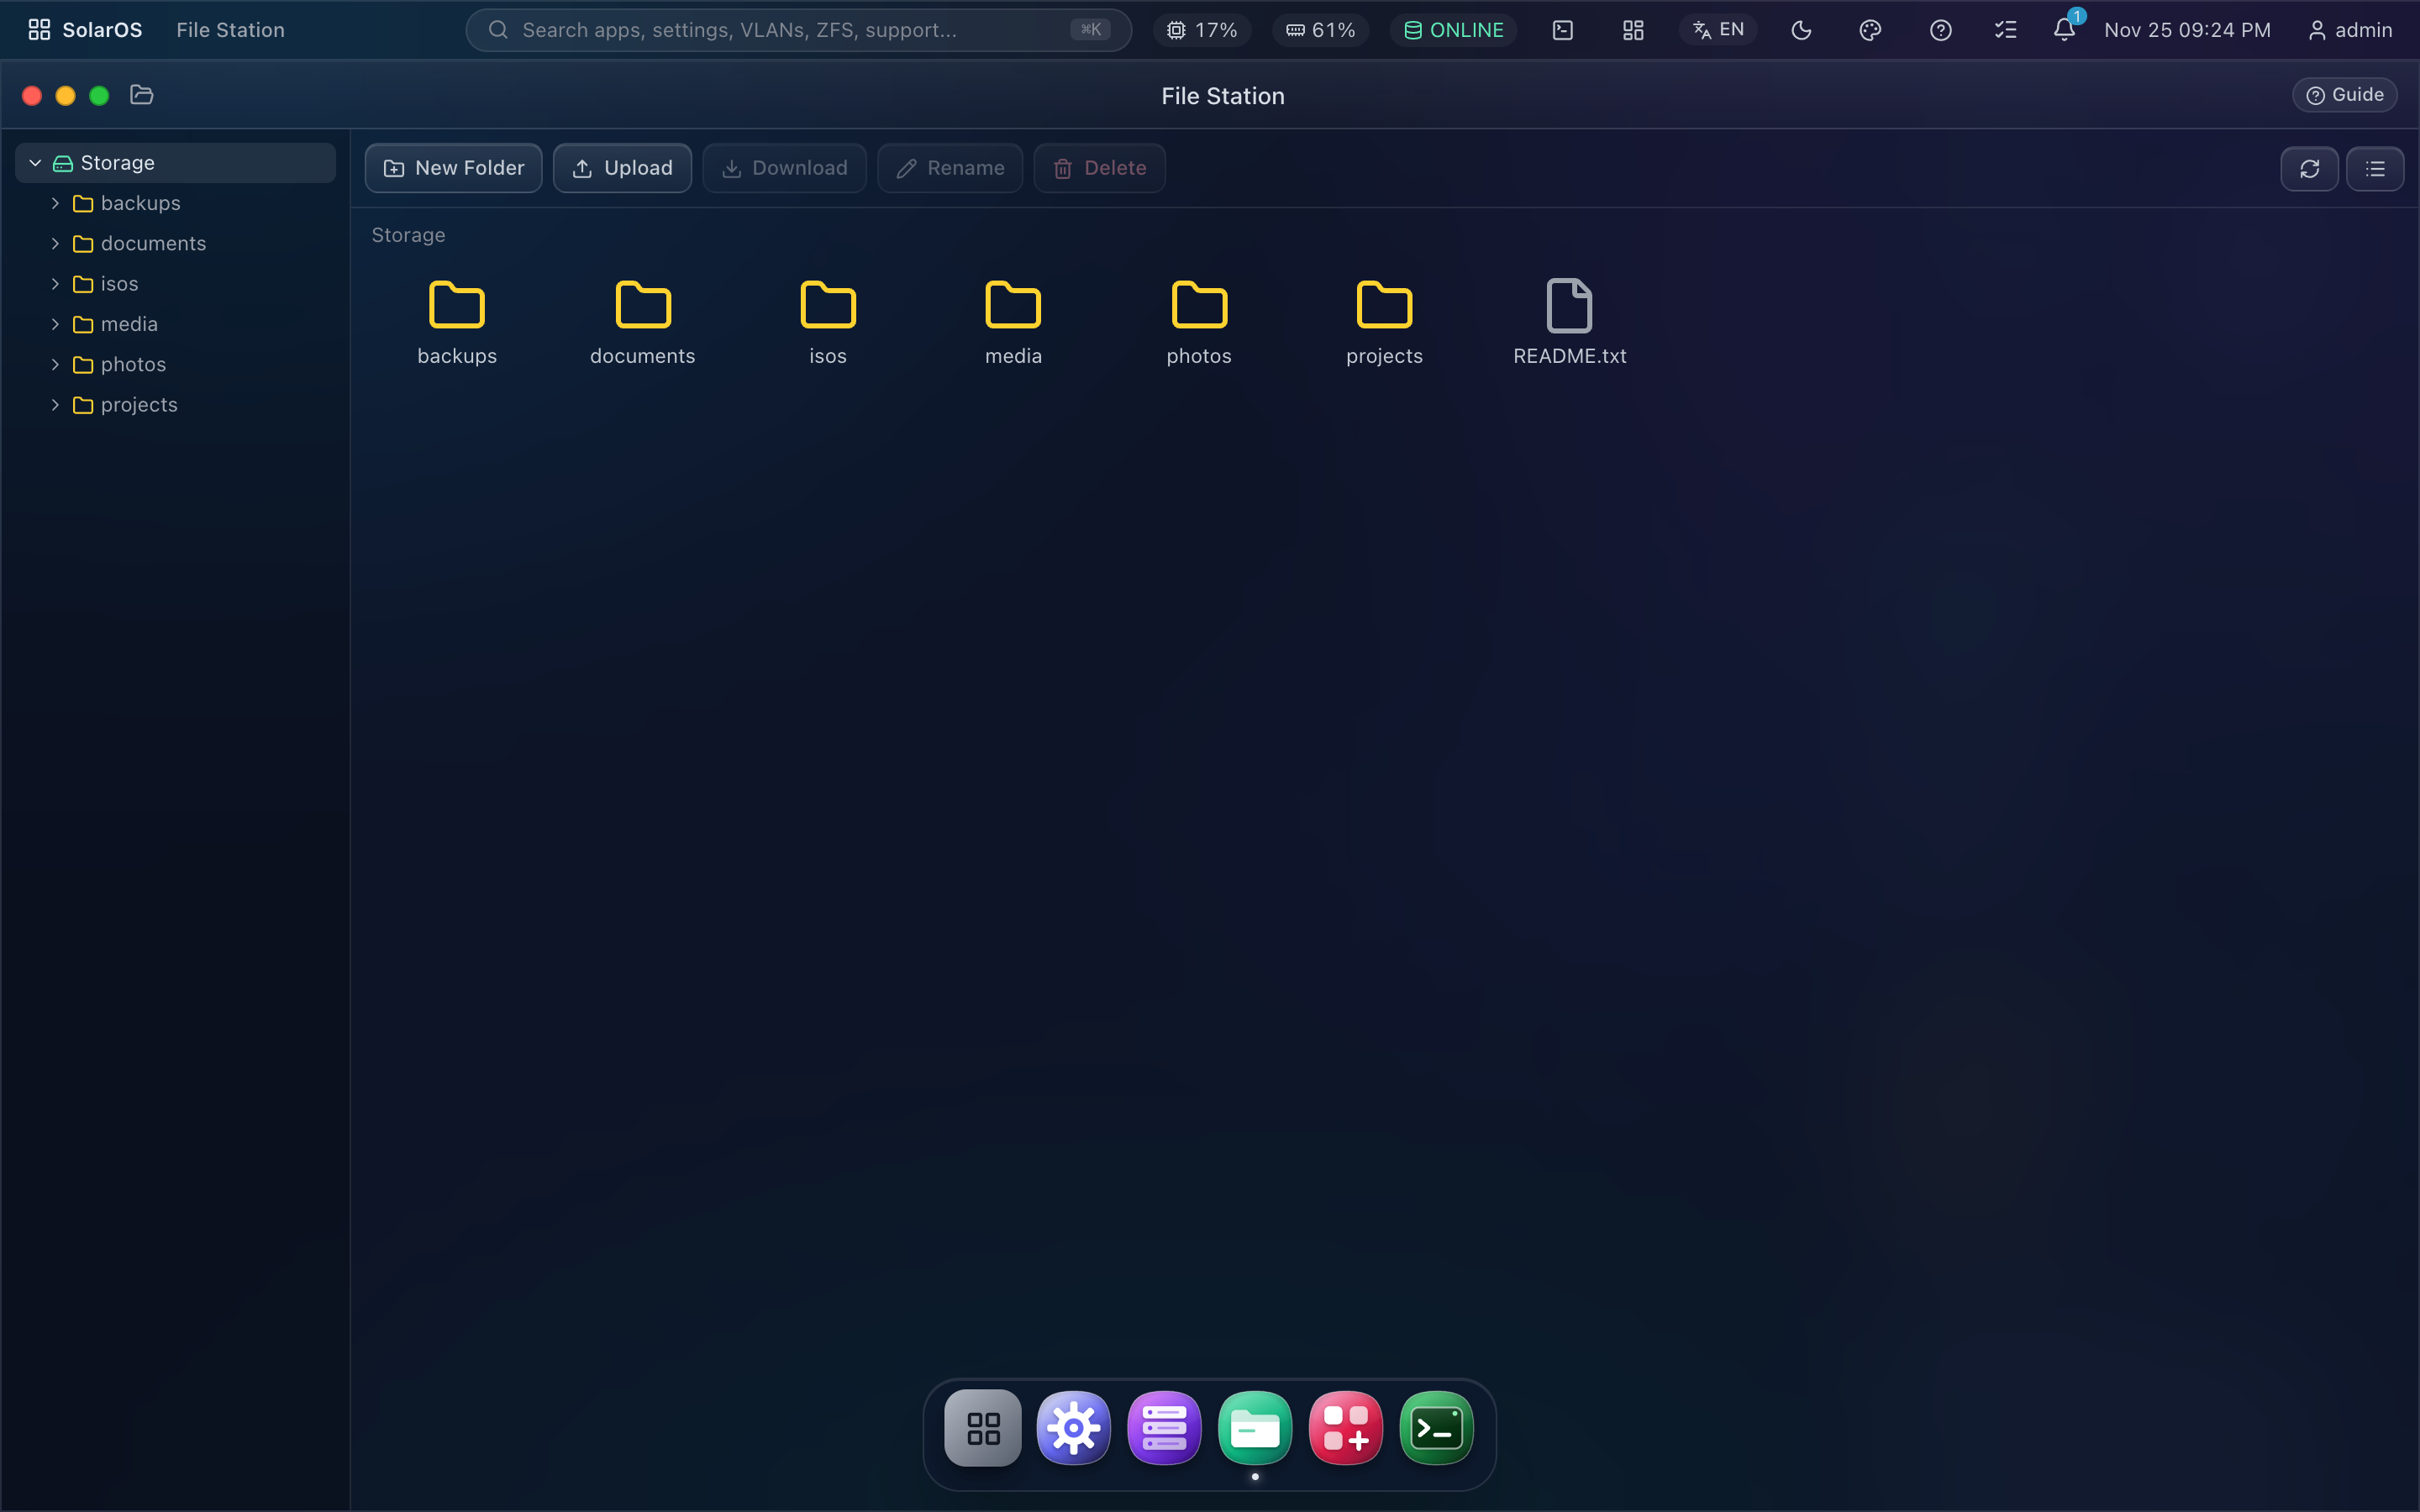 SolarOS File Station Search apps, settings, VLANs, ZFS, support... ⌘K 17% 61% ONLINE EN 1 Nov 25 09:24 PM admin
File Station Guide
Storage
backups
documents
isos
media
photos
projects
New Folder Upload Download Rename Delete
Storage
backups documents isos media photos projects README.txt